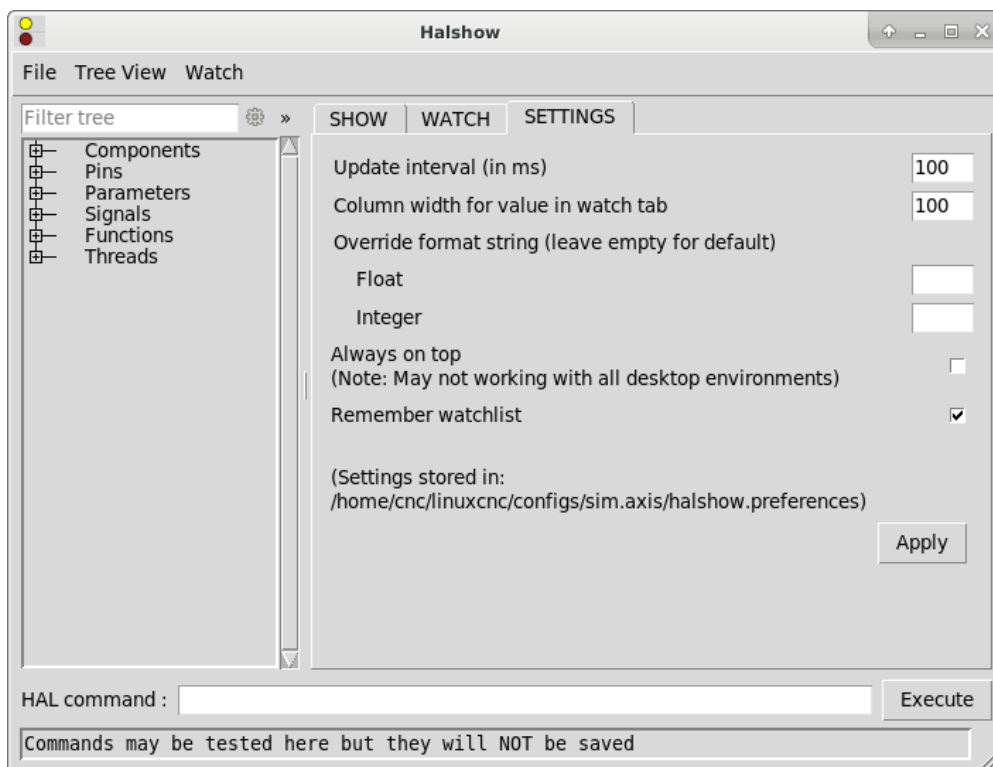 Halshow
File Tree View Watch
Filter tree »
Components
Pins
Parameters
Signals
Functions
Threads
SHOW WATCH SETTINGS
Update interval (in ms) 100
Column width for value in watch tab 100
Override format string (leave empty for default)
Float
Integer
Always on top
(Note: May not working with all desktop environments)
Remember watchlist
(Settings stored in:
/home/cnc/linuxcnc/configs/sim.axis/halshow.preferences)
Apply
HAL command : Execute
Commands may be tested here but they will NOT be saved